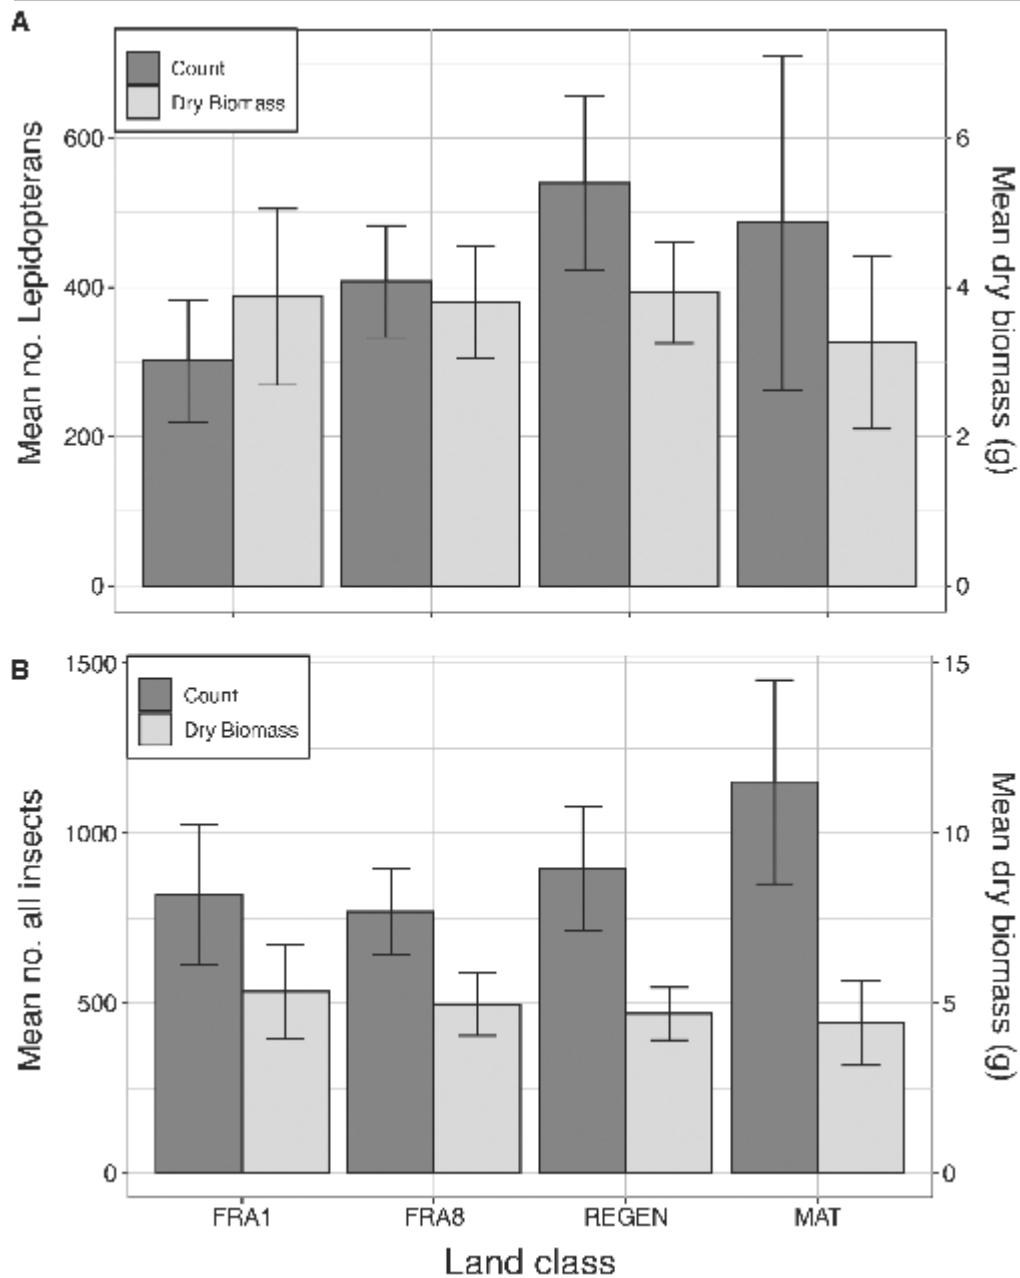 A
Count
Dry Biomass
Mean no. Lepidopterans
600
400
200
0
6
4
2
0
Mean dry biomass (g)
B
Count
Dry Biomass
Mean no. all insects
1500
1000
500
0
15
10
5
0
Mean dry biomass (g)
FRA1 FRA8 REGEN MAT
Land class